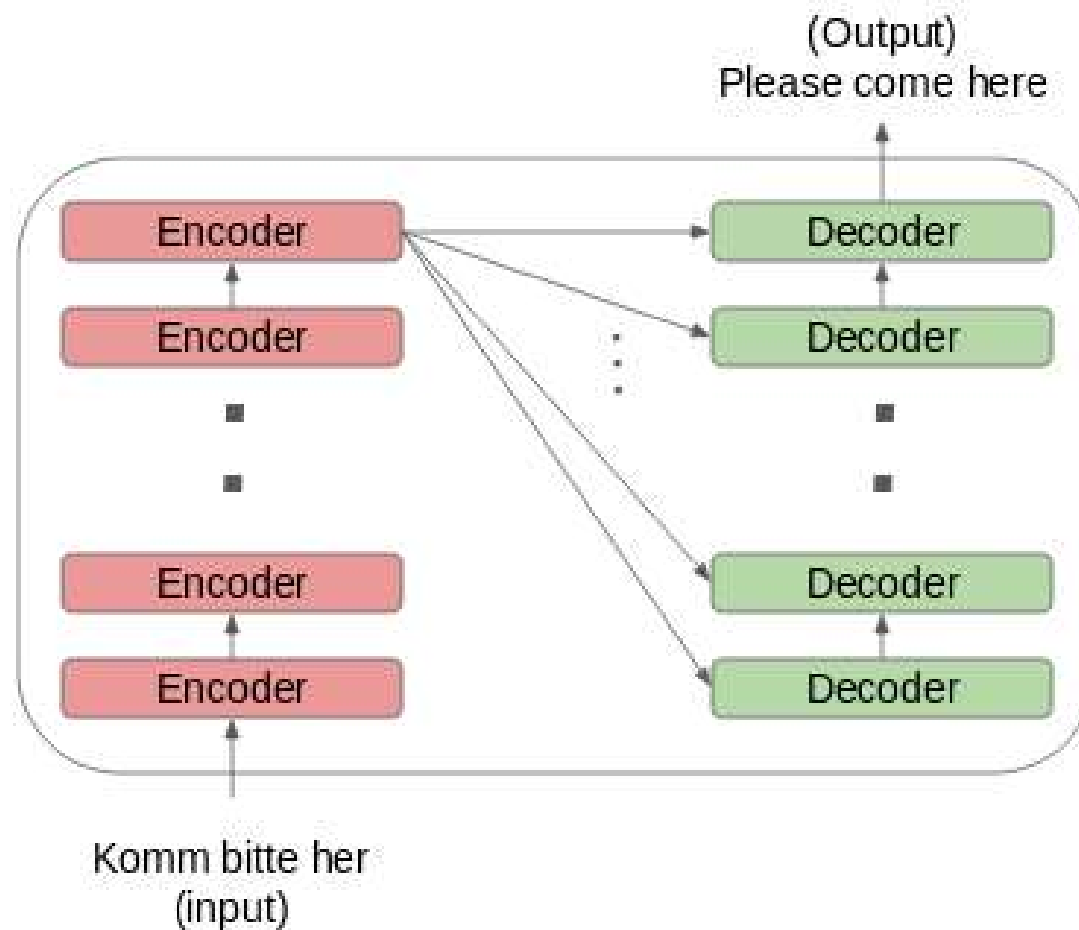 (Output)
Please come here
Encoder
Decoder
Encoder
Decoder
Encoder
Decoder
Encoder
Decoder
Komm bitte her
(input)